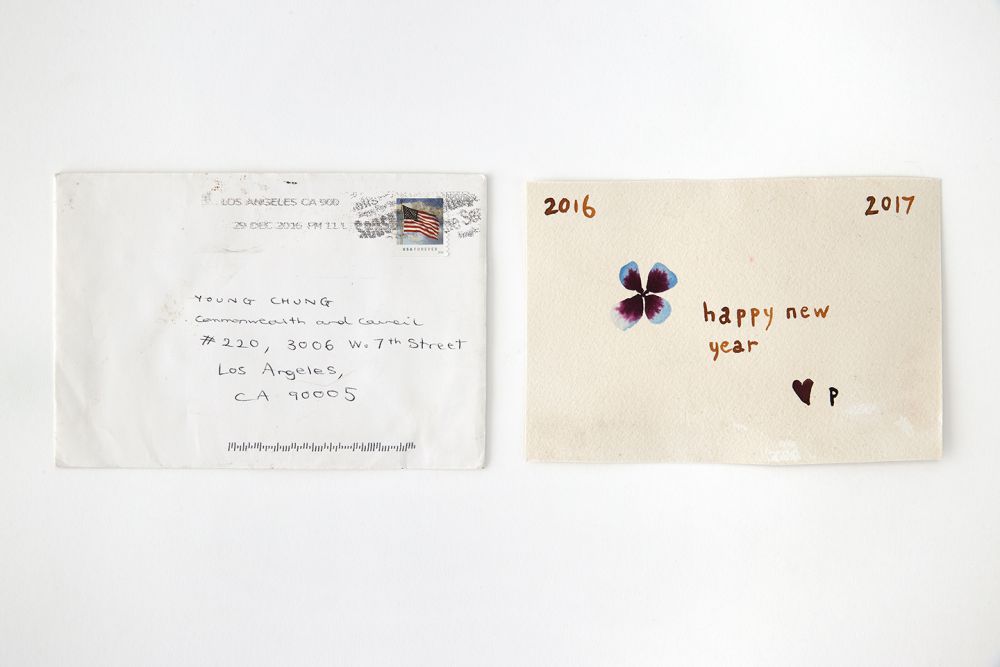 LOS ANGELES CA 900
29 DEC 2016 PM 11 L
USA FOREVER
YOUNG CHUNG
Commonwealth and Council
#220, 3006 W. 7th Street
Los Angeles,
CA 90005
2016
2017
happy new
year
♥ P